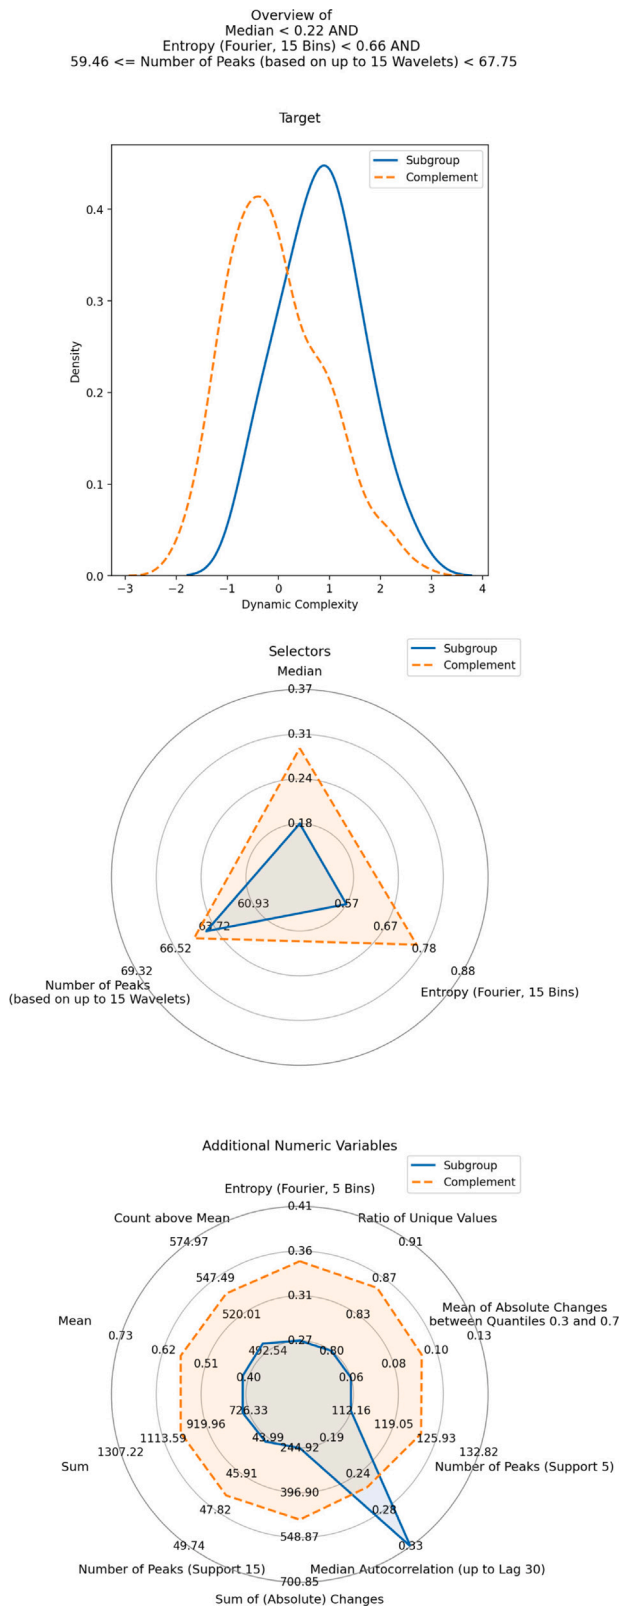 Overview of
Median < 0.22 AND
Entropy (Fourier, 15 Bins) < 0.66 AND
59.46 <= Number of Peaks (based on up to 15 Wavelets) < 67.75
Target
Subgroup
Complement
0.4
0.3
0.2
0.1
0.0
Density
−3
−2
−1
0
1
2
3
4
Dynamic Complexity
Selectors
Subgroup
Complement
Median
0.37
0.31
0.24
0.18
60.93
0.57
63.72
0.67
66.52
0.78
69.32
0.88
Number of Peaks
(based on up to 15 Wavelets)
Entropy (Fourier, 15 Bins)
Additional Numeric Variables
Subgroup
Complement
Entropy (Fourier, 5 Bins)
0.41
Count above Mean
Ratio of Unique Values
574.97
0.91
0.36
547.49
0.87
0.31
520.01
0.83
Mean of Absolute Changes
between Quantiles 0.3 and 0.7
Mean
0.73
0.13
0.27
492.54
0.80
0.62
0.10
0.51
0.08
0.40
0.06
726.33
112.16
919.96
119.05
1113.59
125.93
1307.22
132.82
Sum
Number of Peaks (Support 5)
43.99
0.19
244.92
45.91
0.24
396.90
47.82
0.28
548.87
49.74
0.33
Number of Peaks (Support 15)
Median Autocorrelation (up to Lag 30)
700.85
Sum of (Absolute) Changes